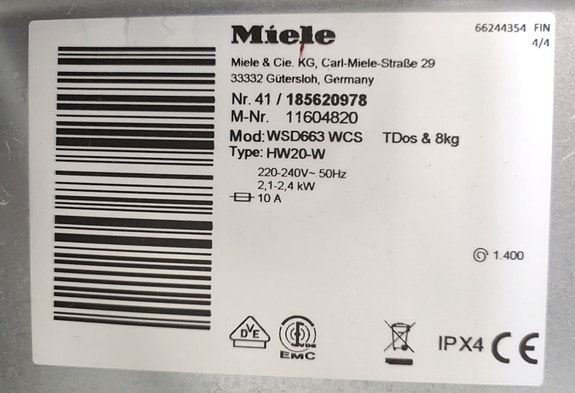 Miele
66244354 FIN
4/4
Miele & Cie. KG, Carl-Miele-Straße 29
33332 Gütersloh, Germany
Nr. 41 / 185620978
M-Nr. 11604820
Mod: WSD663 WCS TDos & 8kg
Type: HW20-W
220-240V~ 50Hz
2,1-2,4 kW
10 A
1.400
DVE
VDE
EMC
IPX4 CE